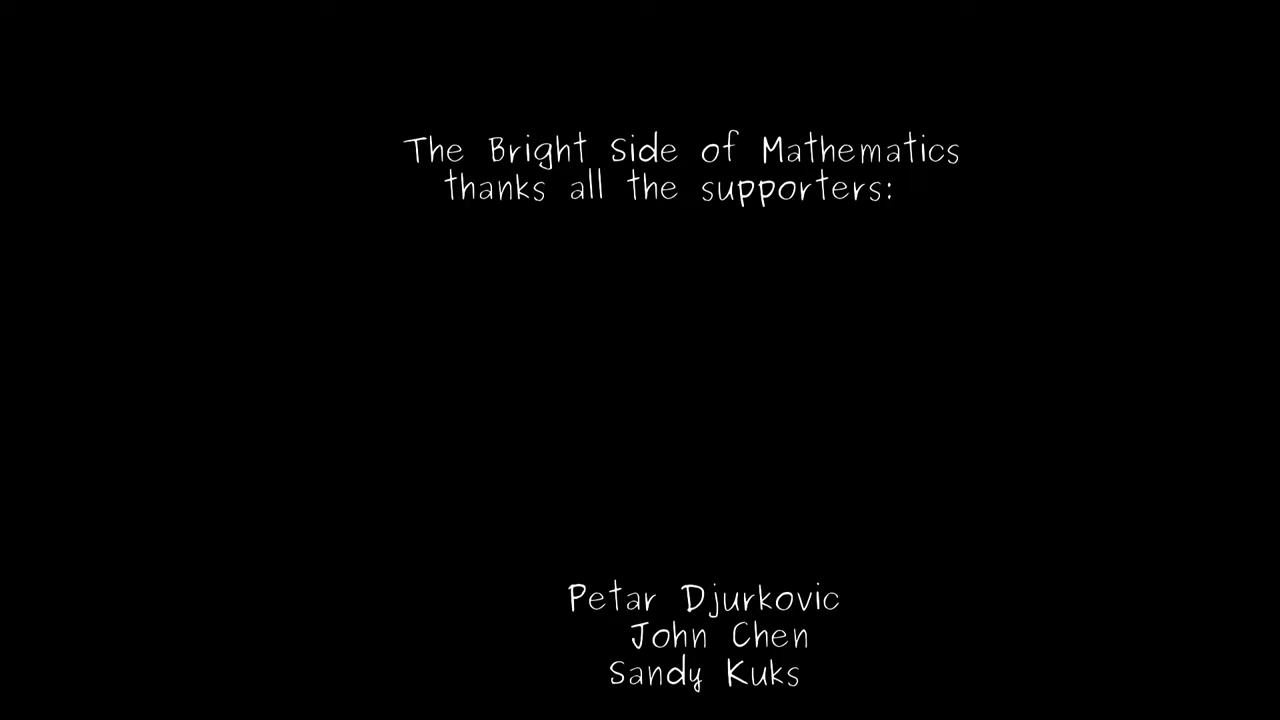 The Bright Side of Mathematics
thanks all the supporters:
Petar Djurkovic
John Chen
Sandy Kuks